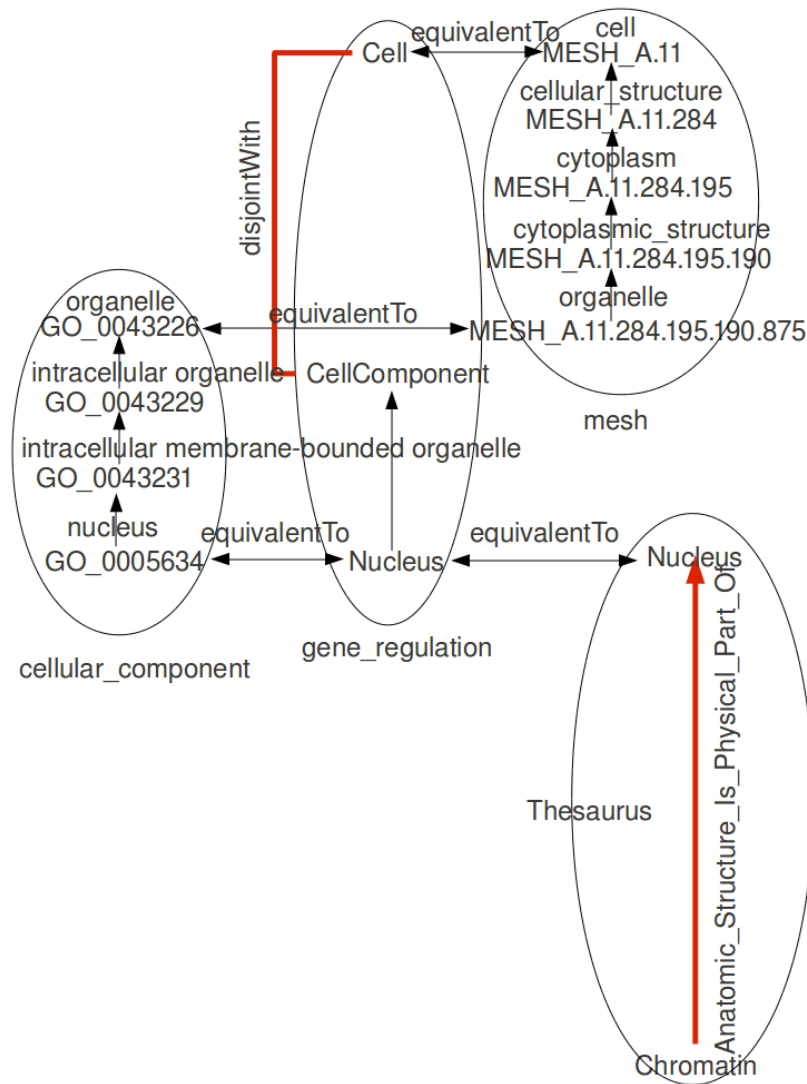 equivalentTo
cell
Cell
MESH_A.11
cellular_structure
MESH_A.11.284
cytoplasm
MESH_A.11.284.195
disjointWith
cytoplasmic_structure
MESH_A.11.284.195.190
organelle
organelle
equivalentTo
GO_0043226
MESH_A.11.284.195.190.875
intracellular organelle
CellComponent
GO_0043229
mesh
intracellular membrane-bounded organelle
GO_0043231
nucleus
equivalentTo
equivalentTo
GO_0005634
Nucleus
Nucleus
gene_regulation
cellular_component
Anatomic_Structure_Is_Physical_Part_Of
Thesaurus
Chromatin